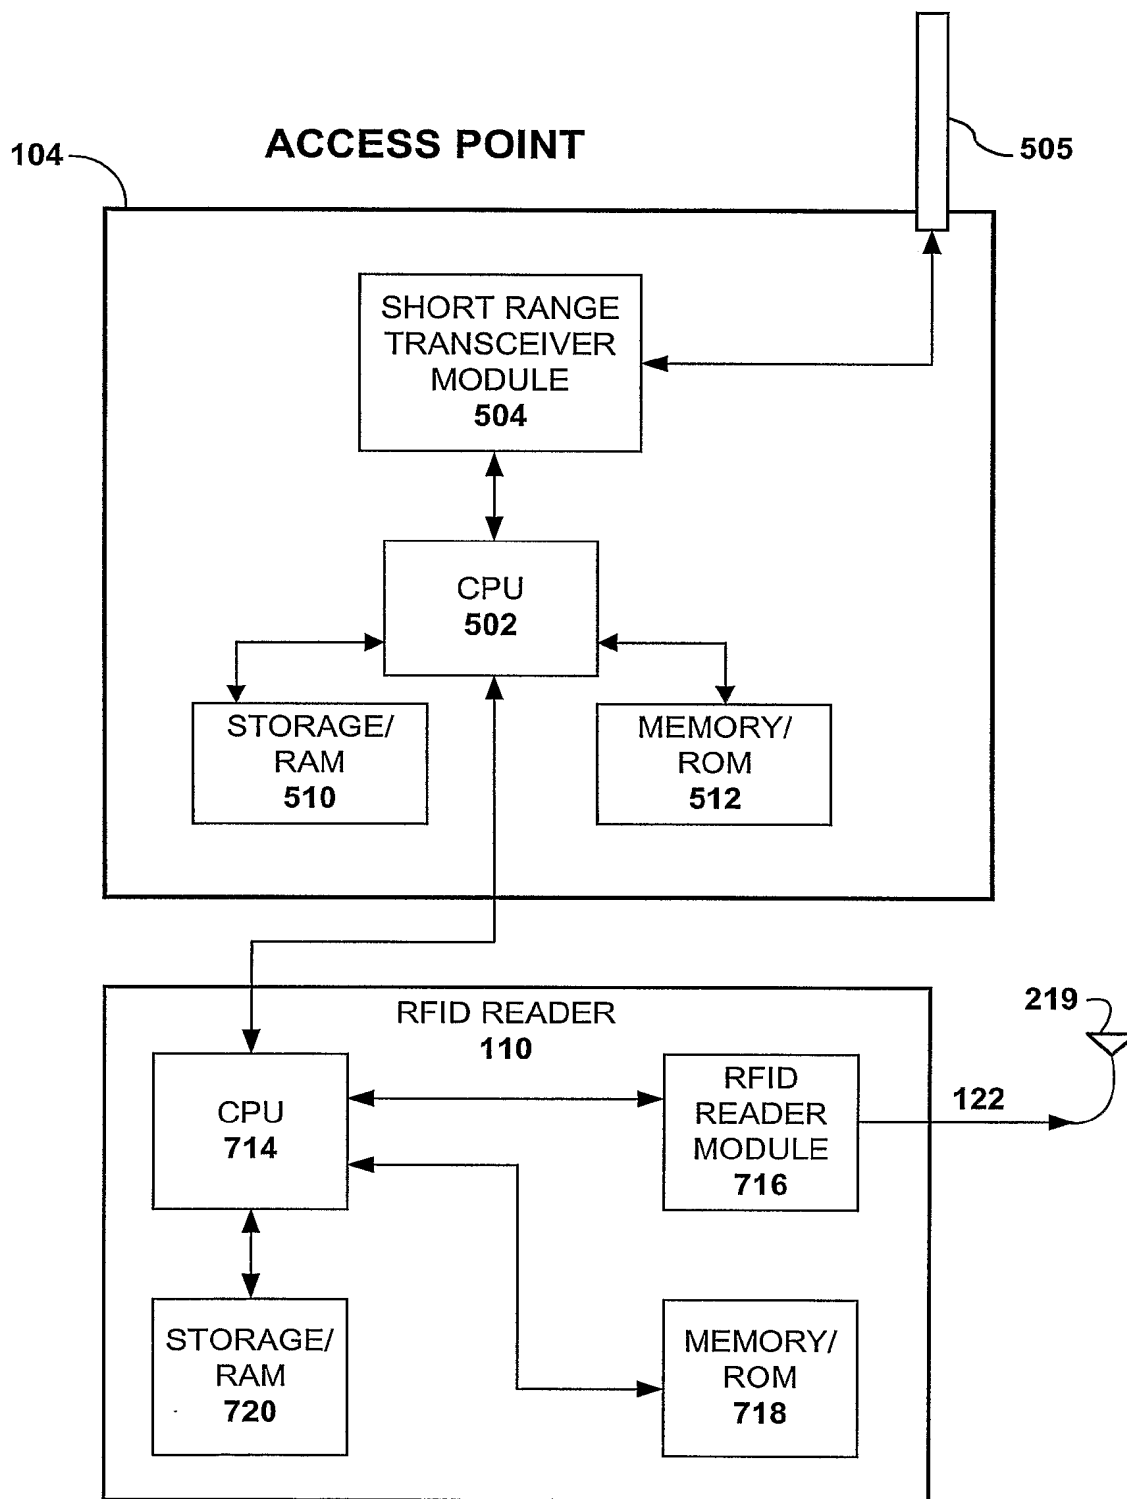 ACCESS POINT
104
505
SHORT RANGE
TRANSCEIVER
MODULE
504
CPU
502
STORAGE/
RAM
510
MEMORY/
ROM
512
RFID READER
110
219
CPU
714
RFID
READER
MODULE
716
122
STORAGE/
RAM
720
MEMORY/
ROM
718